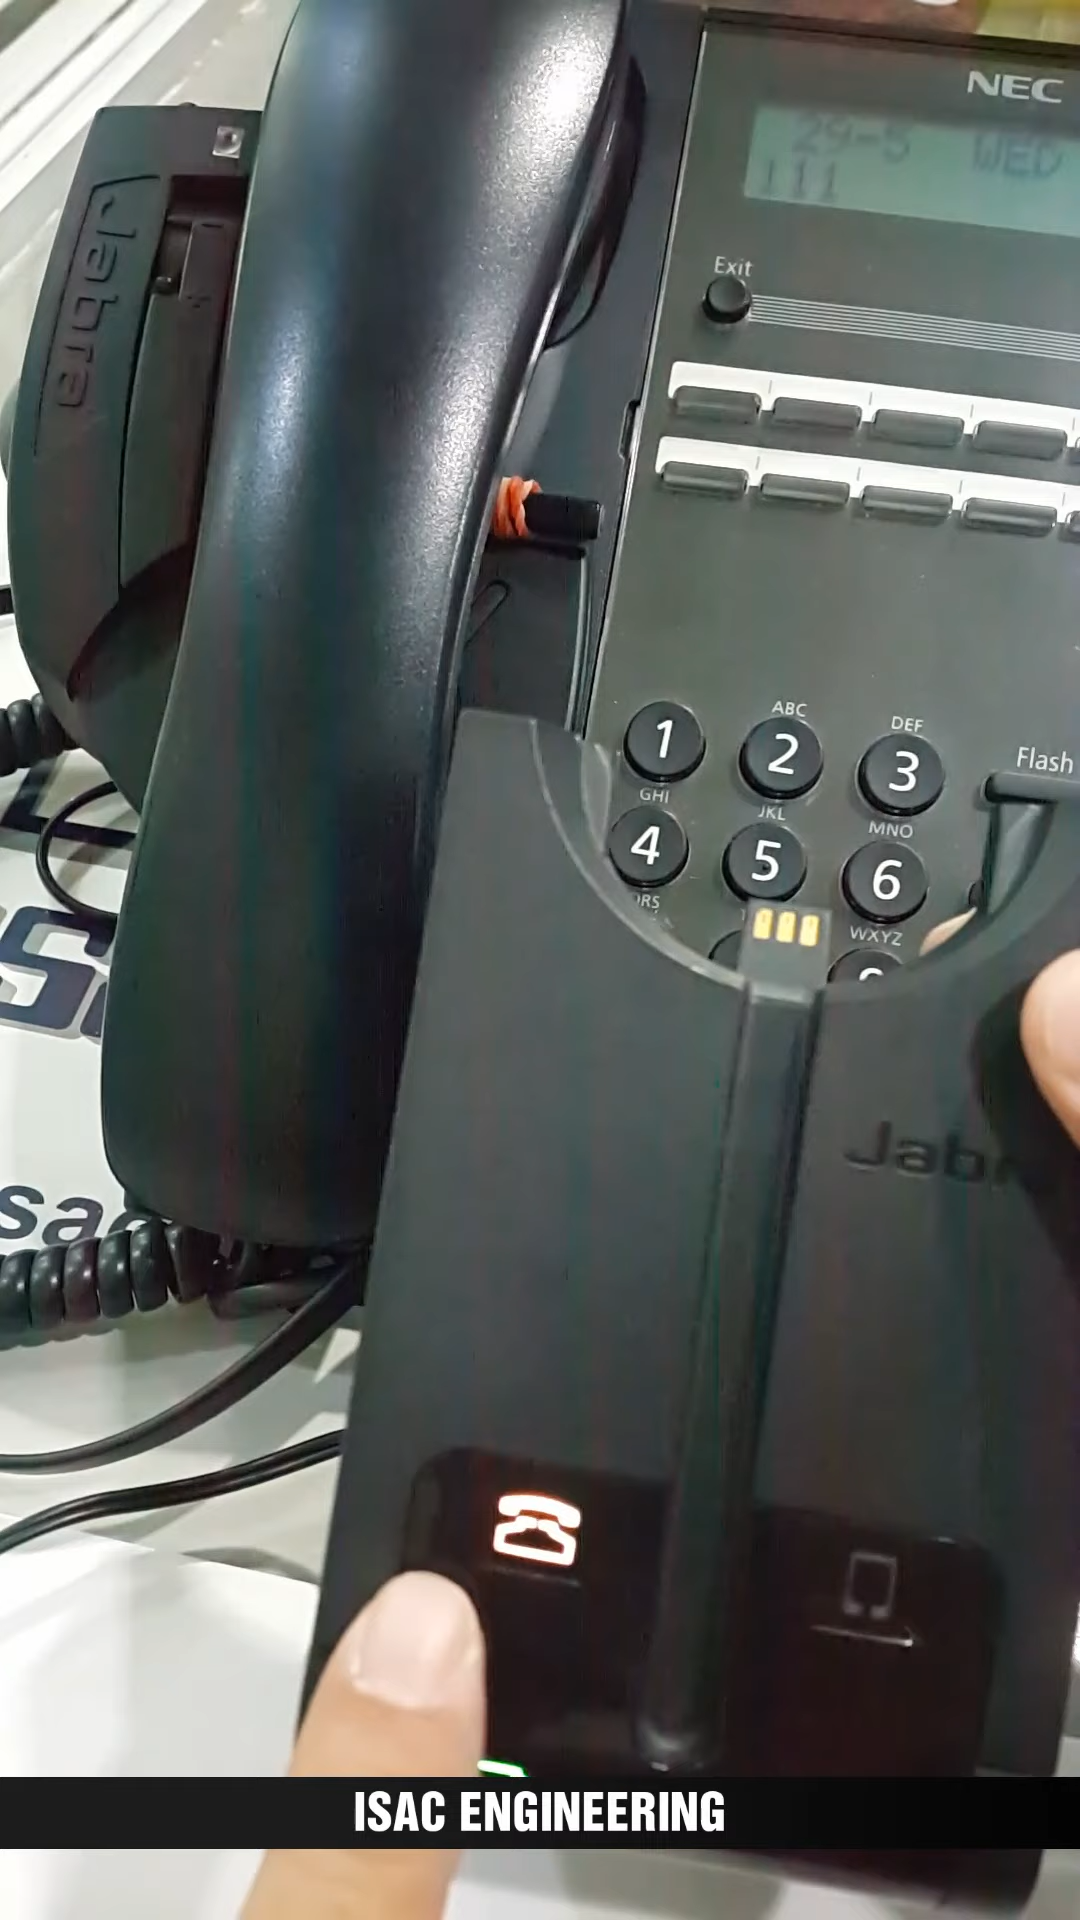 NEC
29-5 WED
111
Jabra
Exit
ABC
DEF
1
2
3
Flash
GHI
JKL
MNO
4
5
6
WXYZ
Jabr
ISAC ENGINEERING